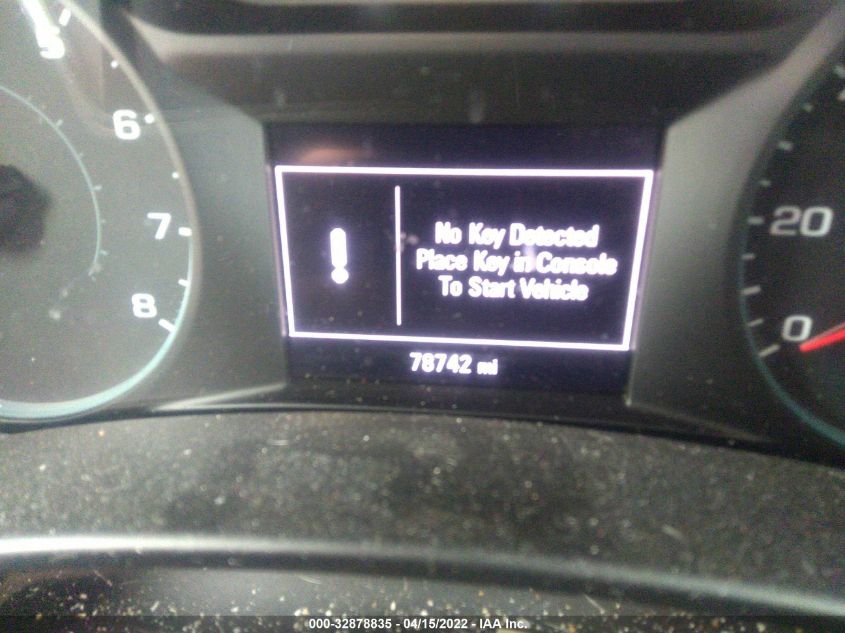 5
6
7
8
No Key Detected
Place Key in Console
To Start Vehicle
78742 mi
20
0
000-32878835 - 04/15/2022 - IAA Inc.